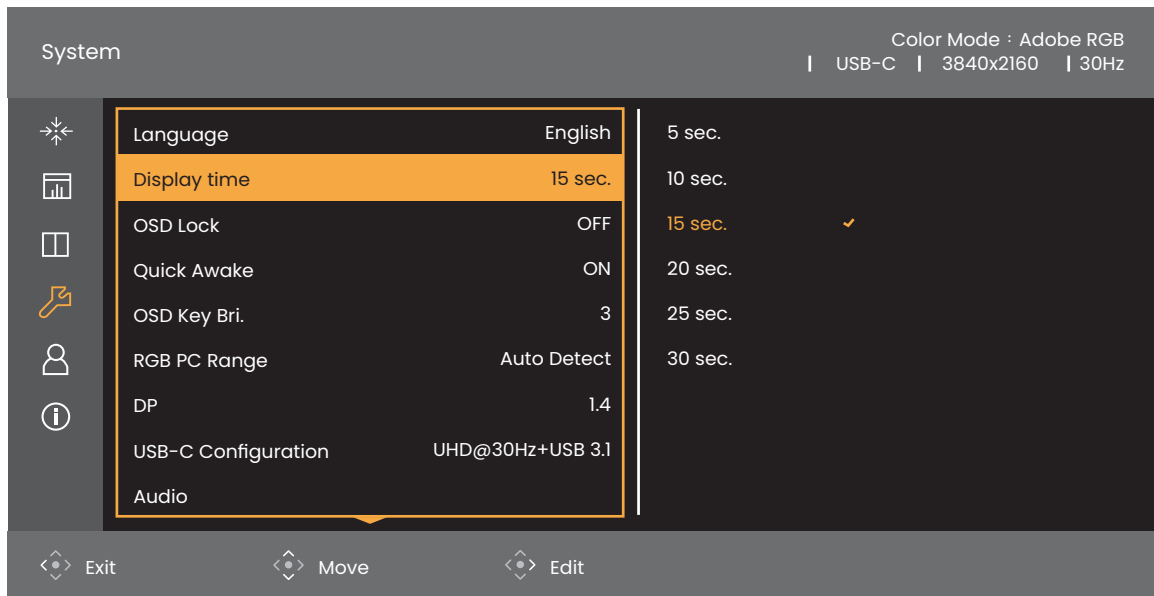 System
Color Mode : Adobe RGB
| USB-C | 3840x2160 | 30Hz
Language English
Display time 15 sec.
OSD Lock OFF
Quick Awake ON
OSD Key Bri. 3
RGB PC Range Auto Detect
DP 1.4
USB-C Configuration UHD@30Hz+USB 3.1
Audio
5 sec.
10 sec.
15 sec.
20 sec.
25 sec.
30 sec.
Exit Move Edit